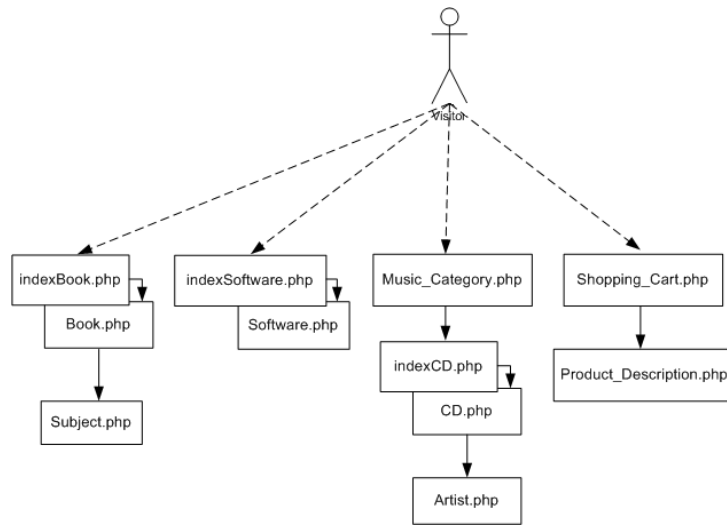 Visitor
indexBook.php
indexSoftware.php
Music_Category.php
Shopping_Cart.php
Book.php
Software.php
indexCD.php
Product_Description.php
Subject.php
CD.php
Artist.php